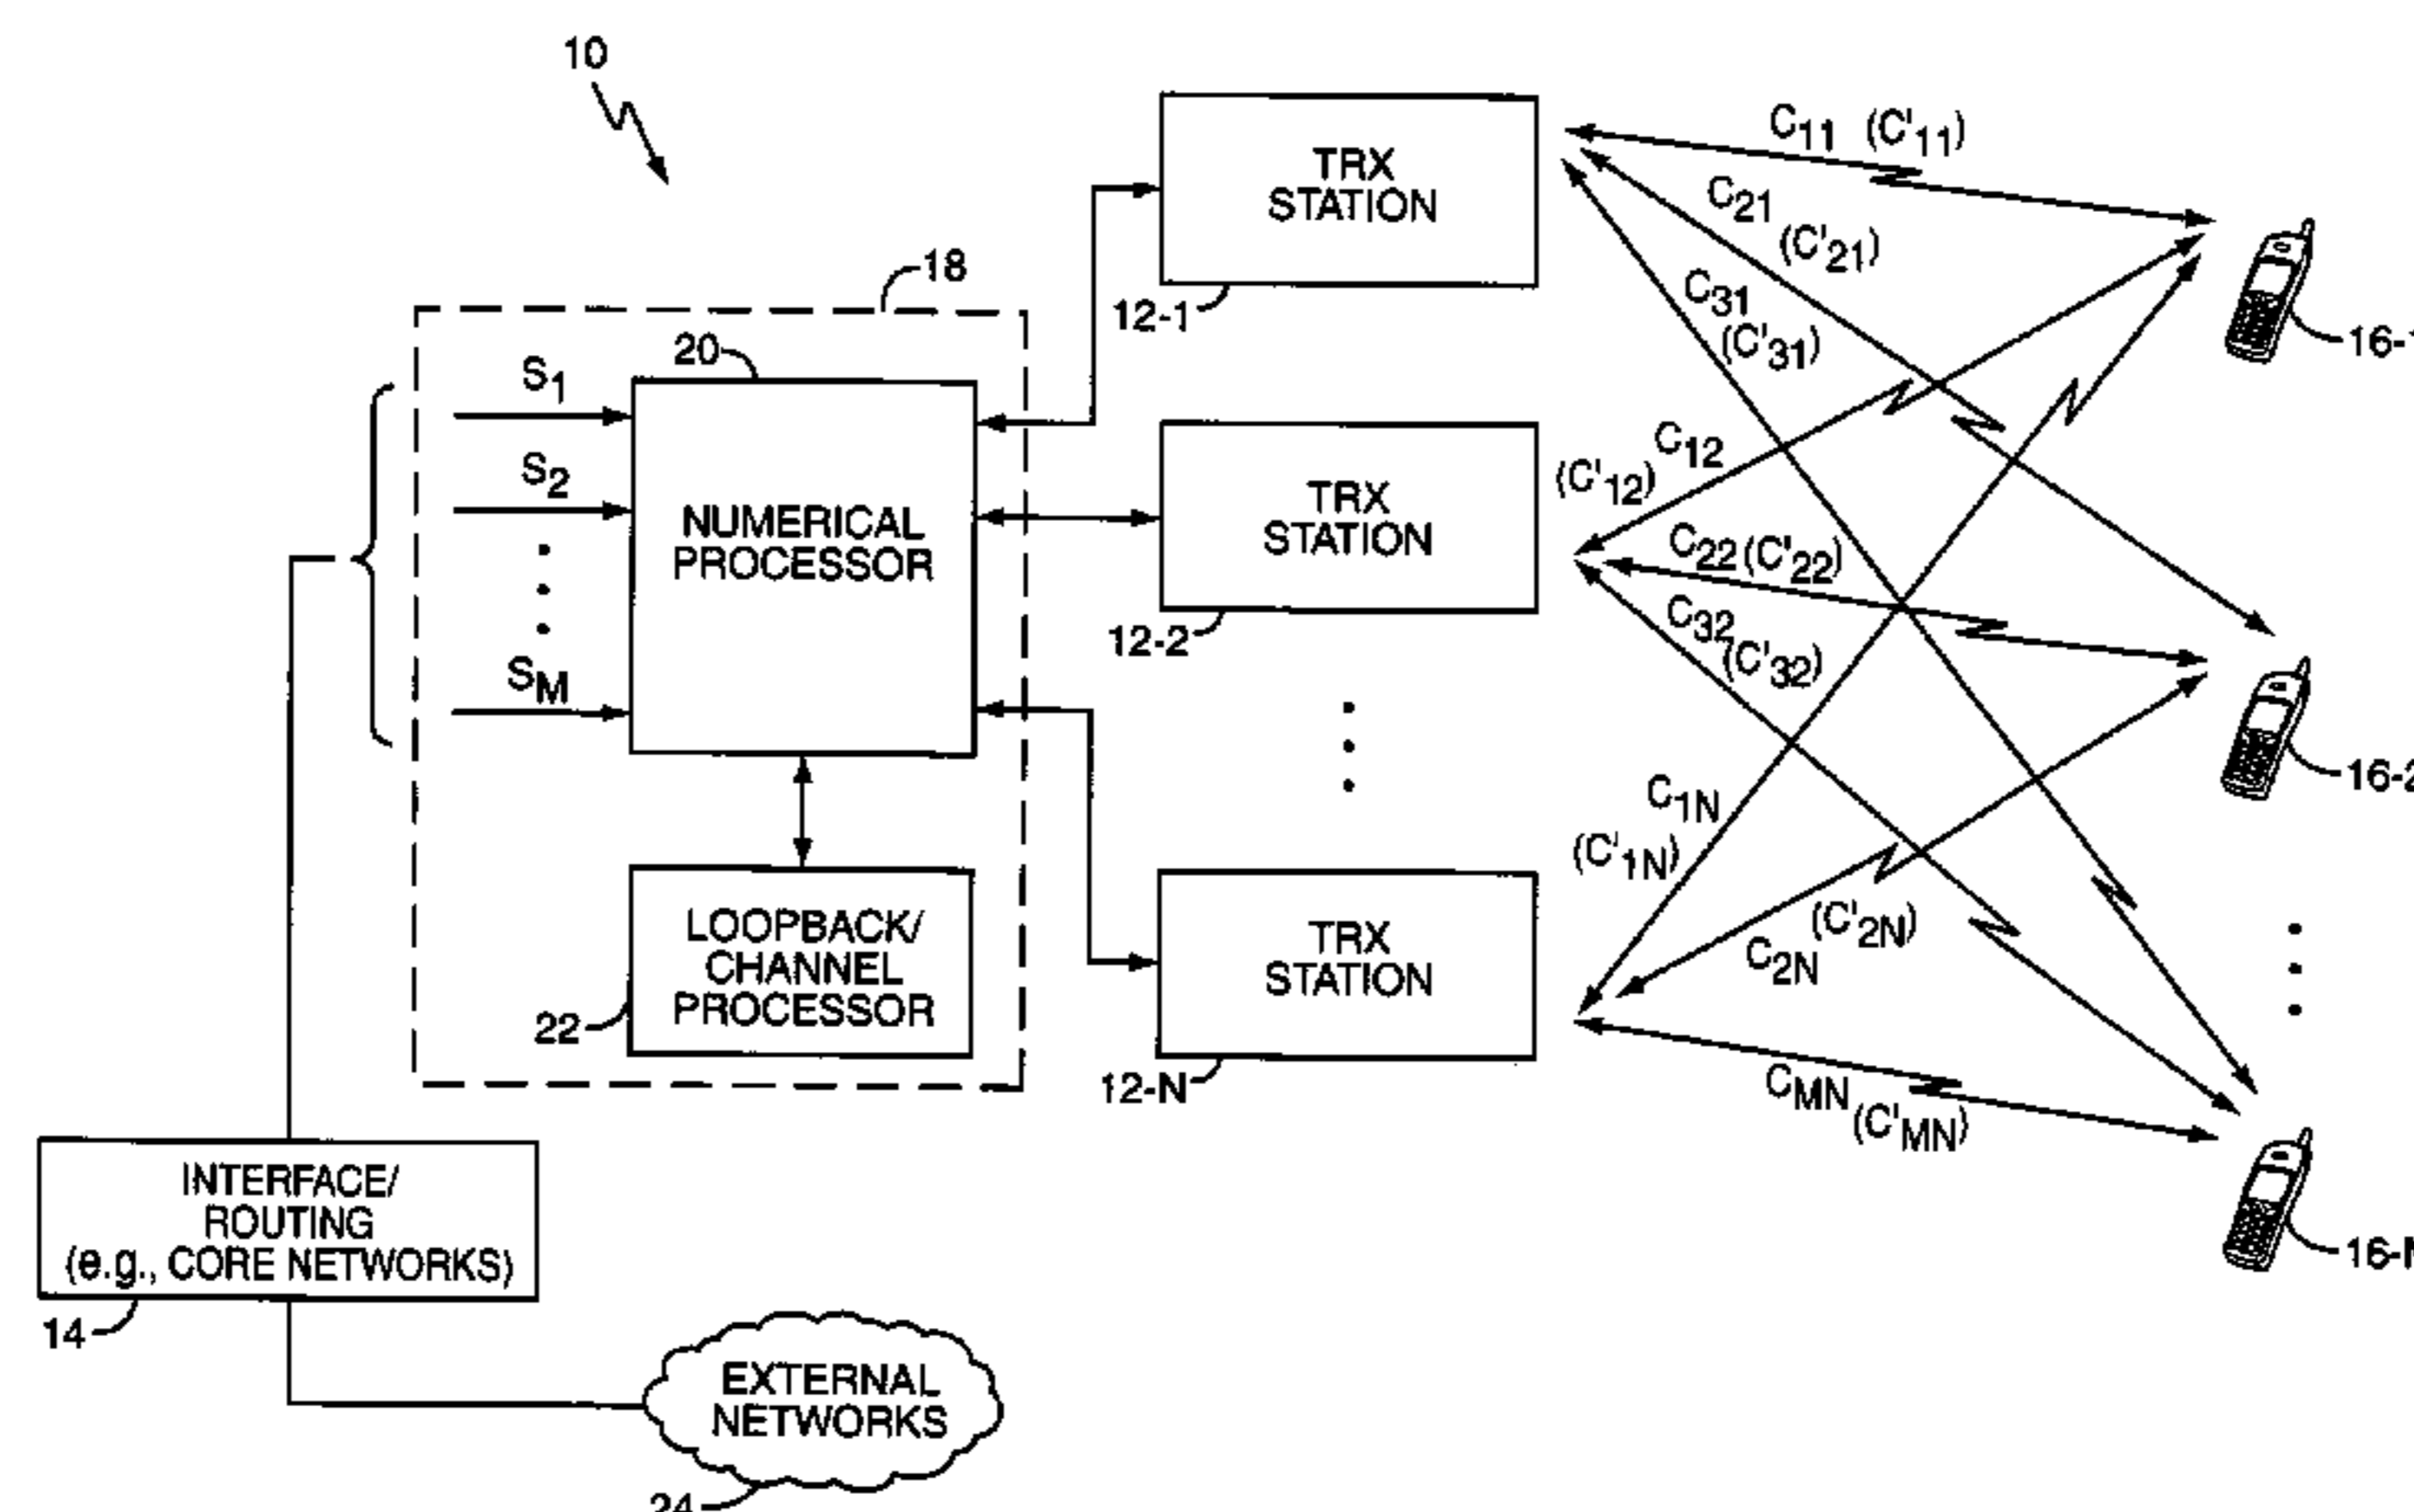 10
TRX
STATION
12-1
C11 (C'11)
C21
(C'21)
C31
(C'31)
18
20
S1
S2
SM
NUMERICAL
PROCESSOR
TRX
STATION
12-2
C12
(C'12)
C22 (C'22)
C32
(C'32)
16-1
16-2
LOOPBACK/
CHANNEL
PROCESSOR
22
TRX
STATION
12-N
C1N
(C'1N)
(C'2N)
C2N
CMN
(C'MN)
INTERFACE/
ROUTING
(e.g., CORE NETWORKS)
14
EXTERNAL
NETWORKS
24